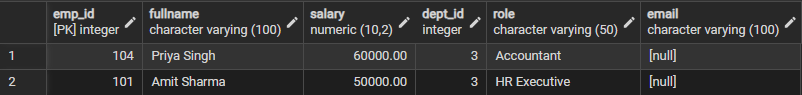 emp_id fullname salary dept_id role email
[PK] integer character varying (100) numeric (10,2) integer character varying (50) character varying (100)
1 104 Priya Singh 60000.00 3 Accountant [null]
2 101 Amit Sharma 50000.00 3 HR Executive [null]